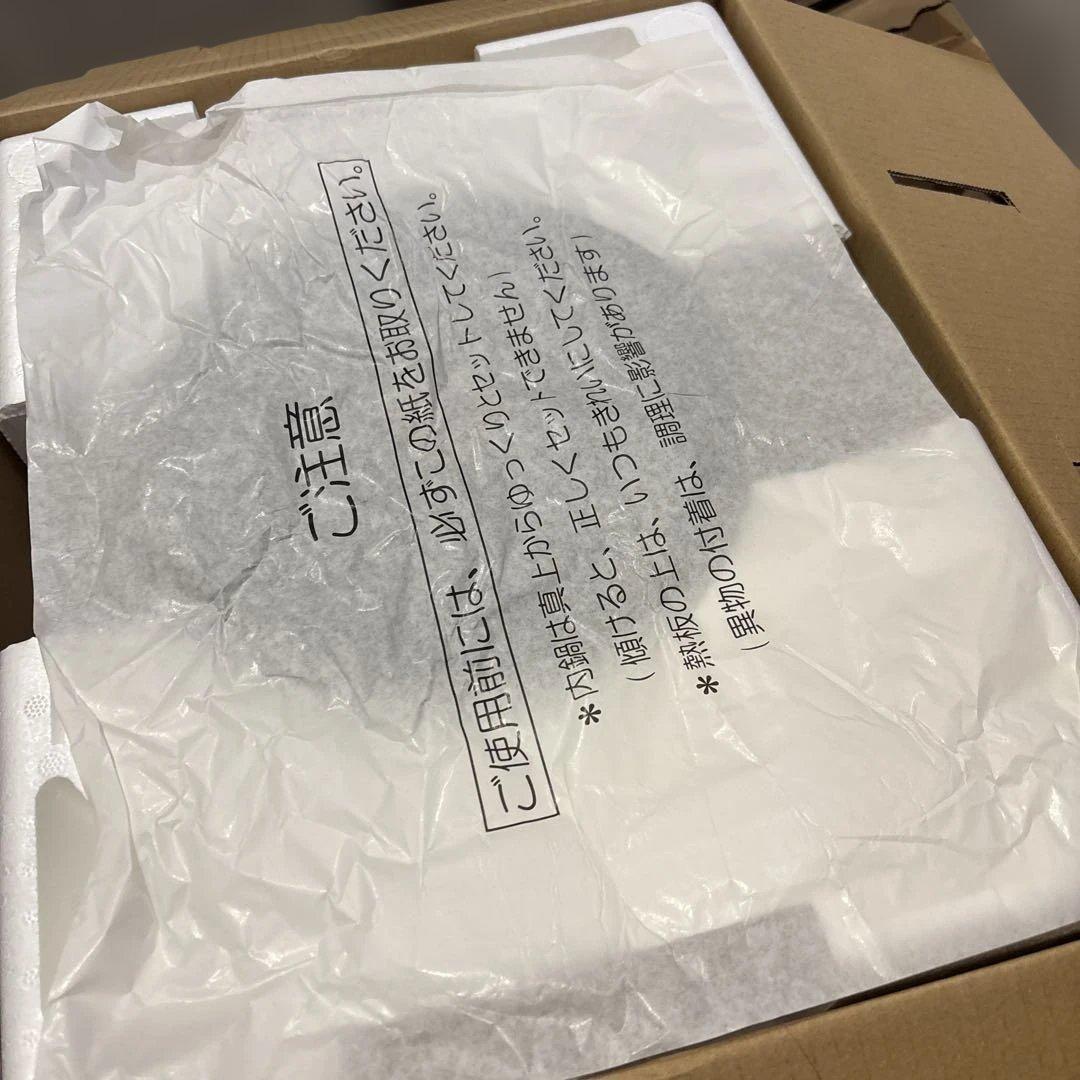 ご注意
ご使用前には、必ずこの紙をお取りください。
*内鍋は真上からゆっくりとセットしてください。
(傾けると、正しくセットできません)
*熱板の上は、いつもきれいにしてください。
(異物の付着は、調理に影響があります)